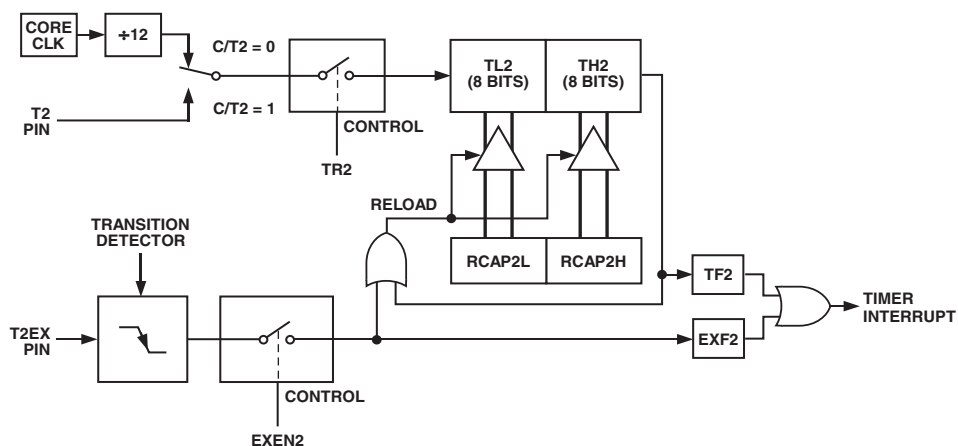 CORE
CLK
÷12
C/T2 = 0
C/T2 = 1
T2
PIN
CONTROL
TR2
TL2
(8 BITS)
TH2
(8 BITS)
RELOAD
TRANSITION
DETECTOR
RCAP2L
RCAP2H
TF2
TIMER
INTERRUPT
T2EX
PIN
EXF2
CONTROL
EXEN2